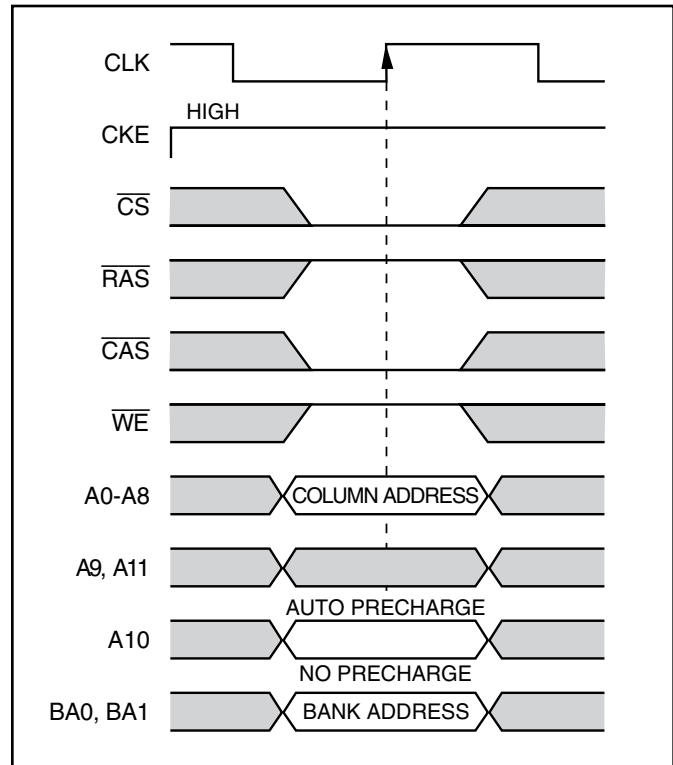 CLK
HIGH
CKE
CS
RAS
CAS
WE
A0-A8 COLUMN ADDRESS
A9, A11
AUTO PRECHARGE
A10
NO PRECHARGE
BA0, BA1 BANK ADDRESS